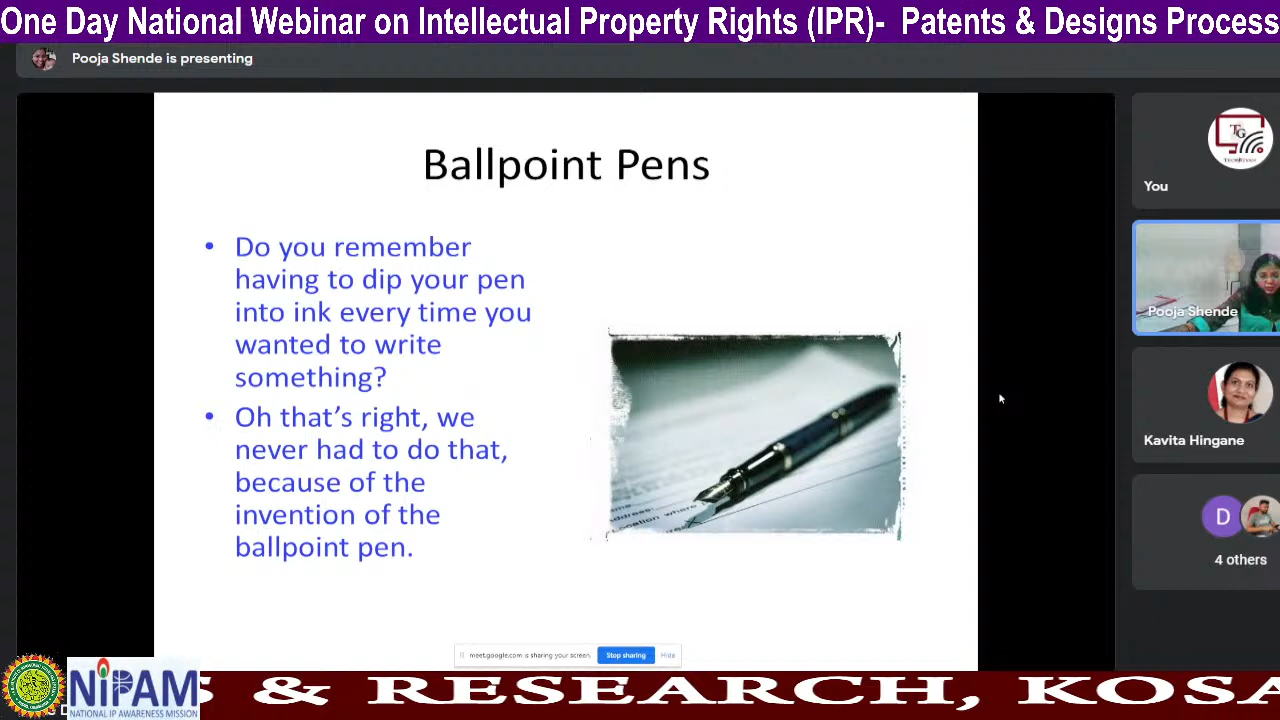 One Day National Webinar on Intellectual Property Rights (IPR)- Patents & Designs Process
Pooja Shende is presenting
Ballpoint Pens
• Do you remember
having to dip your pen
into ink every time you
wanted to write
something?
• Oh that's right, we
never had to do that,
because of the
invention of the
ballpoint pen.
TG
You
Pooja Shende
Kavita Hingane
D
4 others
meet.google.com is sharing your screen.
Stop sharing
Hide
NiPAM
NATIONAL IP AWARENESS MISSION
S & RESEARCH, KOSA